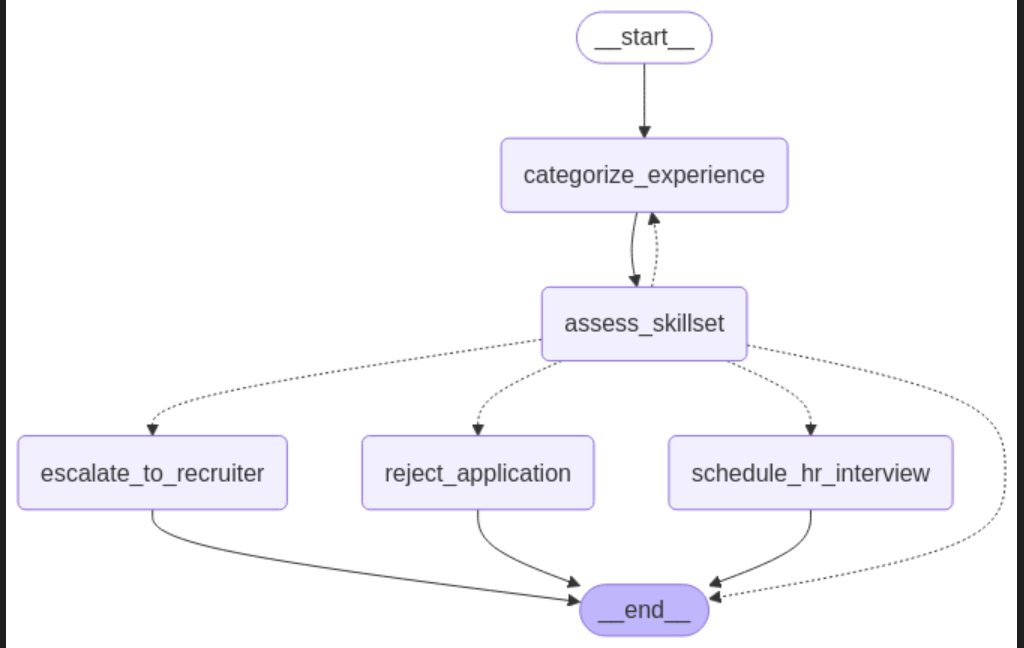 __start__
categorize_experience
assess_skillset
escalate_to_recruiter
reject_application
schedule_hr_interview
__end__